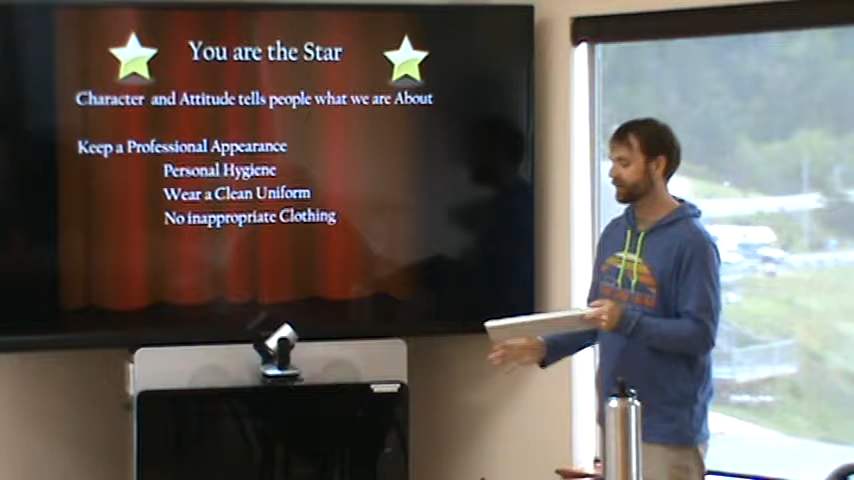 You are the Star
Character and Attitude tells people what we are About
Keep a Professional Appearance
Personal Hygiene
Wear a Clean Uniform
No inappropriate Clothing